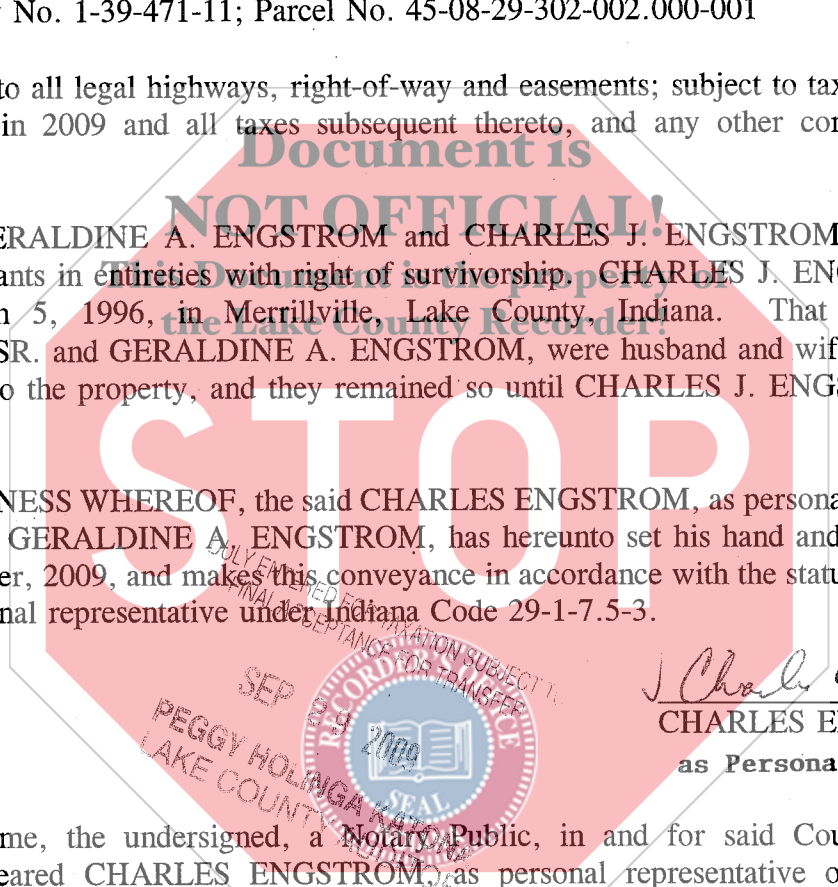 No. 1-39-471-11; Parcel No. 45-08-29-302-002.000-001
to all legal highways, right-of-way and easements; subject to tax
in 2009 and all taxes subsequent thereto, and any other con
Document is
NOT OFFICIAL!
This Document is the property of
the Lake County Recorder!
ERALDINE A. ENGSTROM and CHARLES J. ENGSTROM
ants in entireties with right of survivorship. CHARLES J. EN
h 5, 1996, in Merrillville, Lake County, Indiana. That
SR. and GERALDINE A. ENGSTROM, were husband and wif
o the property, and they remained so until CHARLES J. ENGS
STOP
NESS WHEREOF, the said CHARLES ENGSTROM, as persona
GERALDINE A. ENGSTROM, has hereunto set his hand and
er, 2009, and makes this conveyance in accordance with the statu
nal representative under Indiana Code 29-1-7.5-3.
DULY ENTERED FOR TAXATION SUBJECT TO
FINAL ACCEPTANCE FOR TRANSFER
SEP 29 2009
PEGGY HOLINGA KATONA
LAKE COUNTY AUDITOR
RECORDER'S OFFICE
SEAL
CHARLES E
as Persona
me, the undersigned, a Notary Public, in and for said Cou
eared CHARLES ENGSTROM, as personal representative o